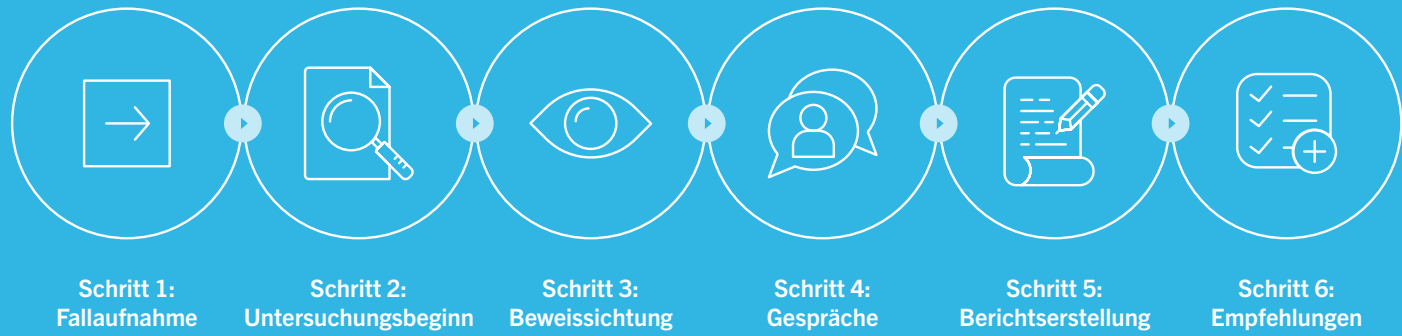 Schritt 1:
Fallaufnahme
Schritt 2:
Untersuchungsbeginn
Schritt 3:
Beweissichtung
Schritt 4:
Gespräche
Schritt 5:
Berichtserstellung
Schritt 6:
Empfehlungen